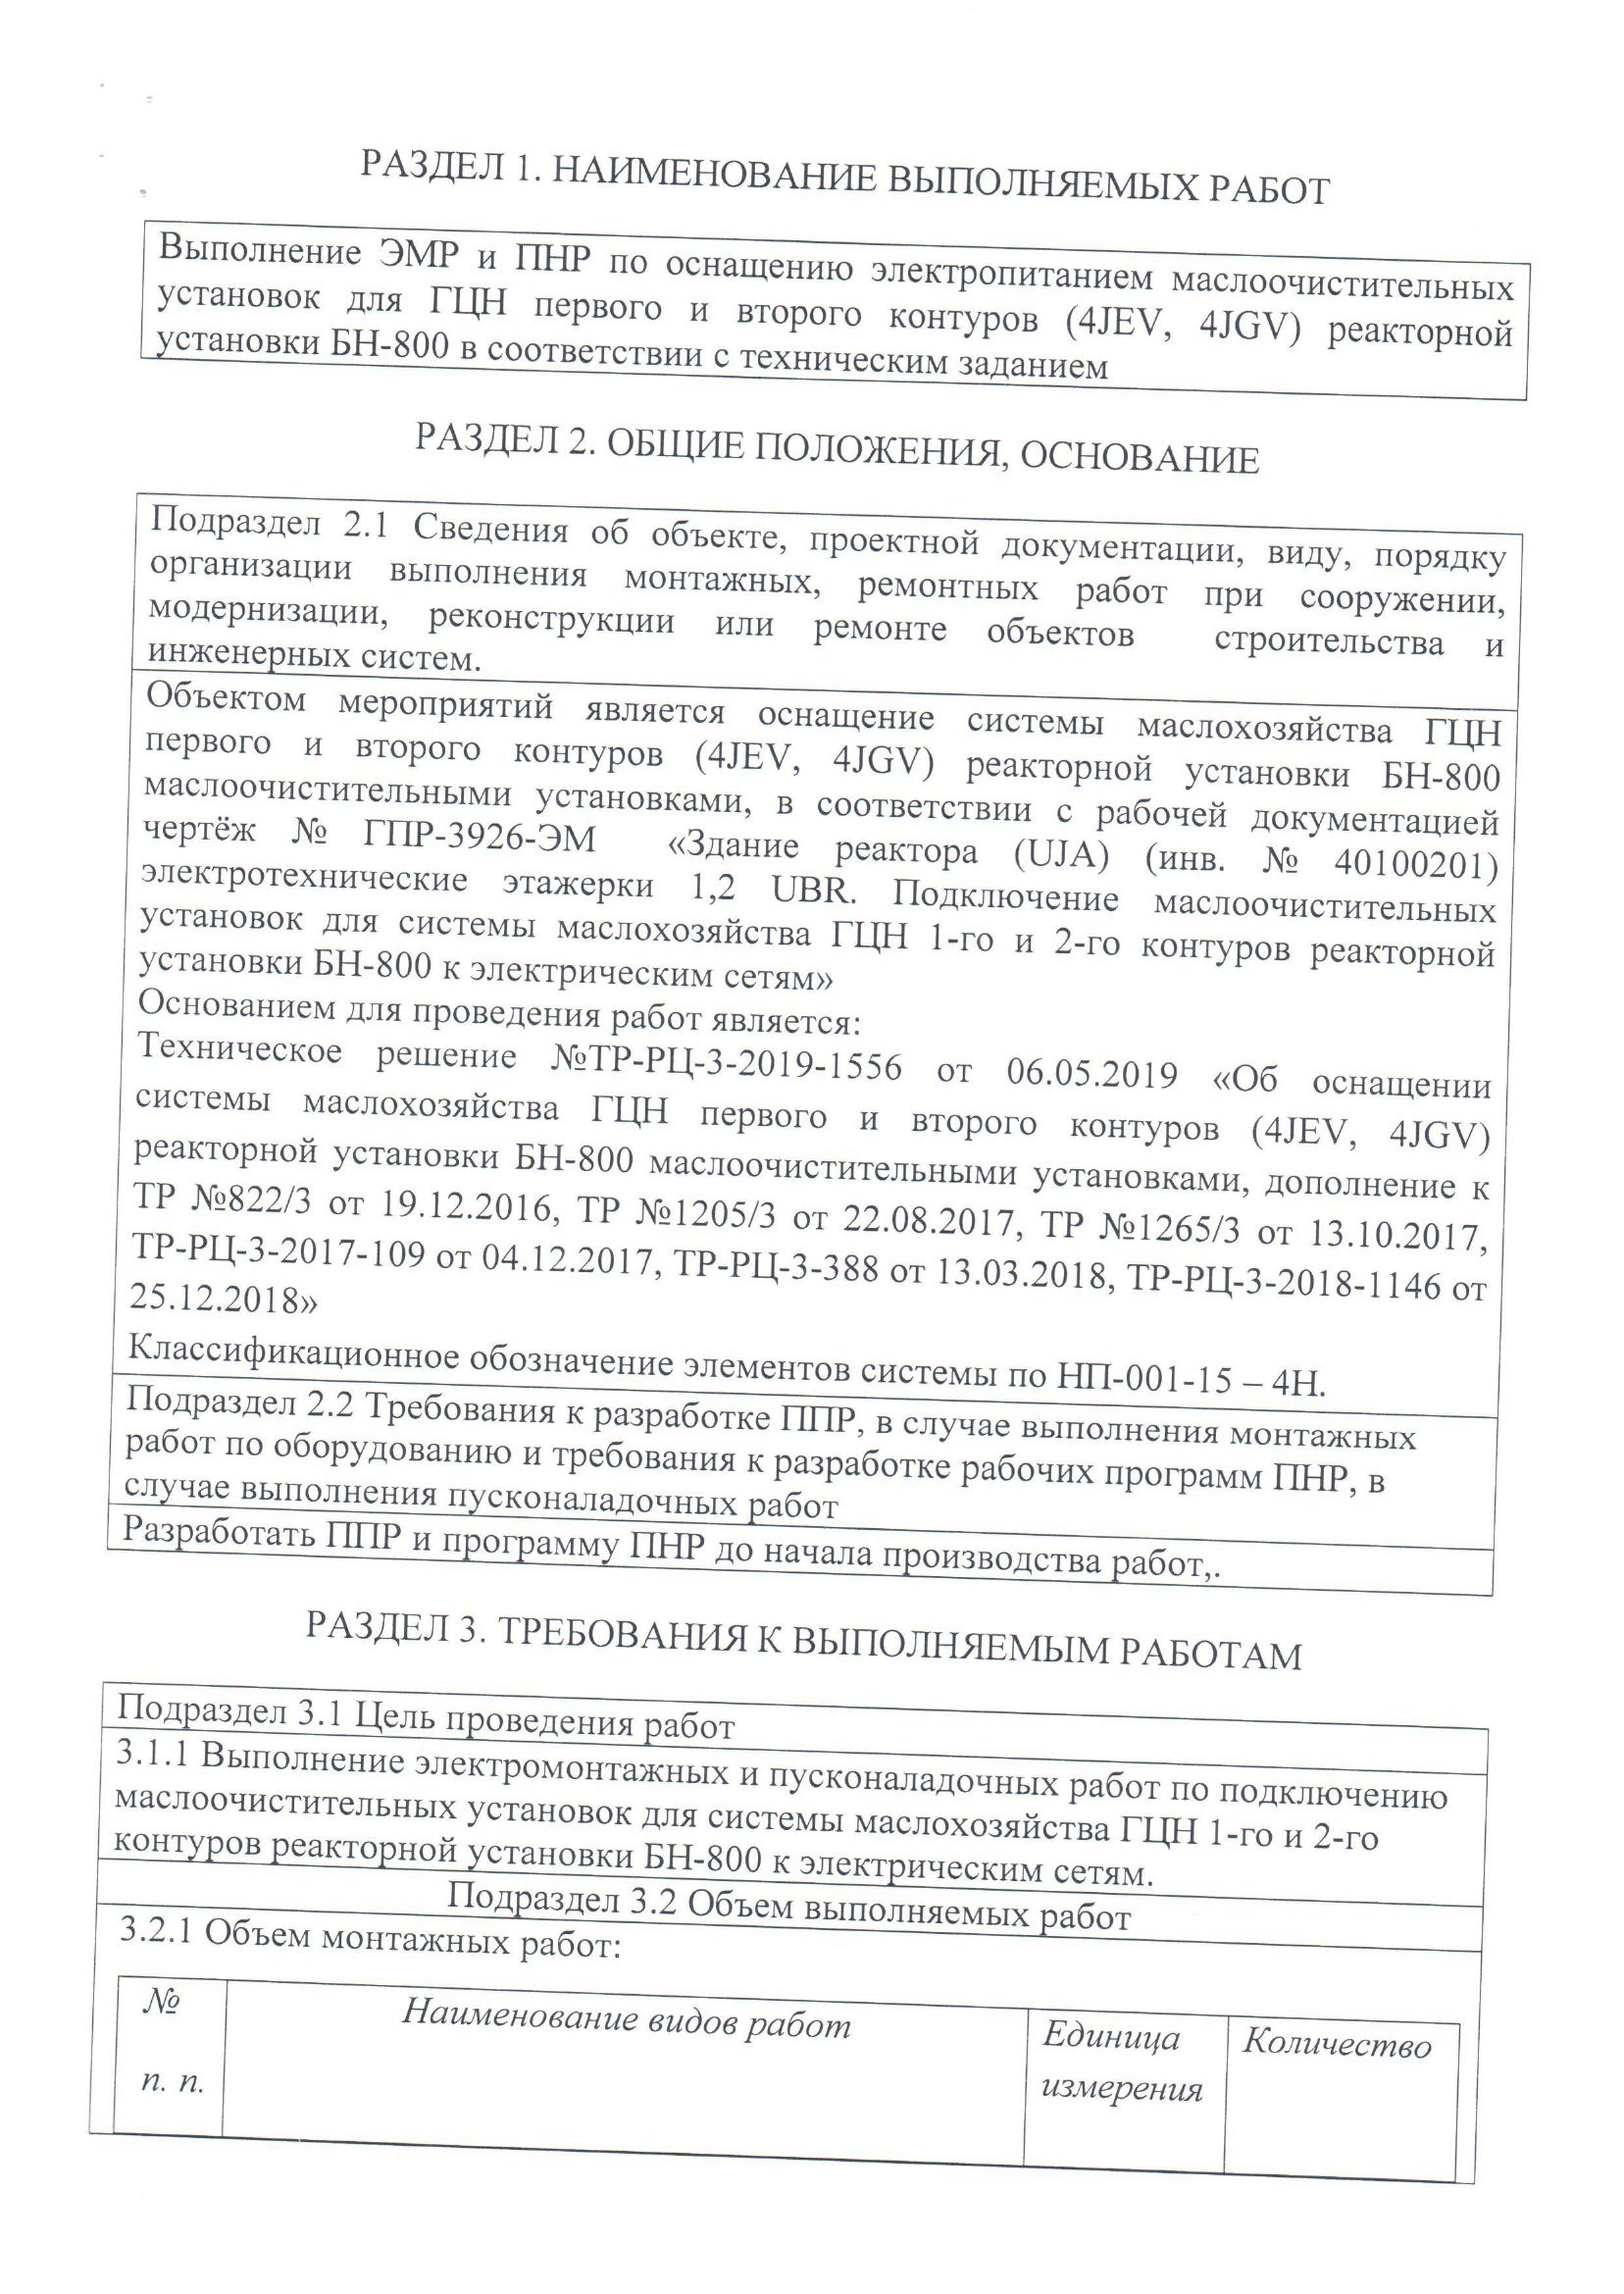 РАЗДЕЛ 1. НАИМЕНОВАНИЕ ВЫПОЛНЯЕМЫХ РАБОТ
Выполнение ЭМР и ПНР по оснащению электропитанием маслоочистительных
установок для ГЦН первого и второго контуров (4JEV, 4JGV) реакторной
установки БН-800 в соответствии с техническим заданием
РАЗДЕЛ 2. ОБЩИЕ ПОЛОЖЕНИЯ, ОСНОВАНИЕ
Подраздел 2.1 Сведения об объекте, проектной документации, виду, порядку
организации выполнения монтажных, ремонтных работ при сооружении,
модернизации, реконструкции или ремонте объектов строительства и
инженерных систем.
Объектом мероприятий является оснащение системы маслохозяйства ГЦН
первого и второго контуров (4JEV, 4JGV) реакторной установки БН-800
маслоочистительными установками, в соответствии с рабочей документацией
чертёж № ГПР-3926-ЭМ «Здание реактора (UJA) (инв. № 40100201)
электротехнические этажерки 1,2 UBR. Подключение маслоочистительных
установок для системы маслохозяйства ГЦН 1-го и 2-го контуров реакторной
установки БН-800 к электрическим сетям»
Основанием для проведения работ является:
Техническое решение №ТР-РЦ-3-2019-1556 от 06.05.2019 «Об оснащении
системы маслохозяйства ГЦН первого и второго контуров (4JEV, 4JGV)
реакторной установки БН-800 маслоочистительными установками, дополнение к
ТР №822/3 от 19.12.2016, ТР №1205/3 от 22.08.2017, ТР №1265/3 от 13.10.2017,
ТР-РЦ-3-2017-109 от 04.12.2017, ТР-РЦ-3-388 от 13.03.2018, ТР-РЦ-3-2018-1146 от
25.12.2018»
Классификационное обозначение элементов системы по НП-001-15 – 4Н.
Подраздел 2.2 Требования к разработке ППР, в случае выполнения монтажных
работ по оборудованию и требования к разработке рабочих программ ПНР, в
случае выполнения пусконаладочных работ
Разработать ППР и программу ПНР до начала производства работ,.
РАЗДЕЛ 3. ТРЕБОВАНИЯ К ВЫПОЛНЯЕМЫМ РАБОТАМ
Подраздел 3.1 Цель проведения работ
3.1.1 Выполнение электромонтажных и пусконаладочных работ по подключению
маслоочистительных установок для системы маслохозяйства ГЦН 1-го и 2-го
контуров реакторной установки БН-800 к электрическим сетям.
Подраздел 3.2 Объем выполняемых работ
3.2.1 Объем монтажных работ:
№ Наименование видов работ Единица Количество
п. п. измерения